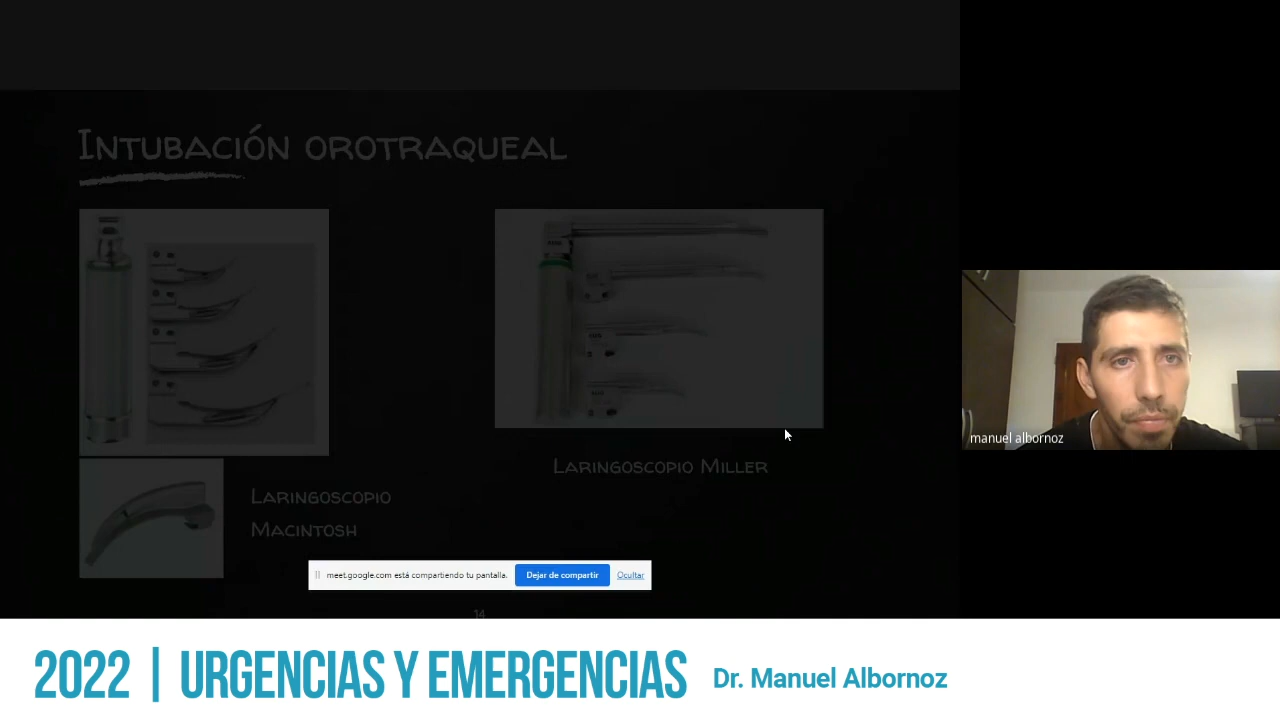 Intubación orotraqueal
Laringoscopio Miller
Laringoscopio
Macintosh
meet.google.com está compartiendo tu pantalla.
Dejar de compartir
Ocultar
14
manuel albornoz
2022 | URGENCIAS Y EMERGENCIAS
Dr. Manuel Albornoz